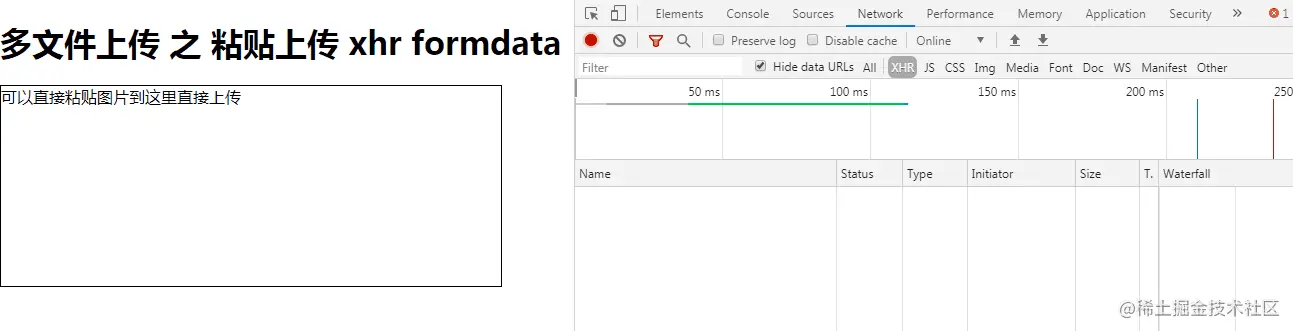 多文件上传 之 粘贴上传 xhr formdata
可以直接粘贴图片到这里直接上传
Elements Console Sources Network Performance Memory Application Security » 1
Preserve log Disable cache Online ▼
Filter Hide data URLs All XHR JS CSS Img Media Font Doc WS Manifest Other
50 ms 100 ms 150 ms 200 ms 250
Name Status Type Initiator Size T. Waterfall
@稀土掘金技术社区